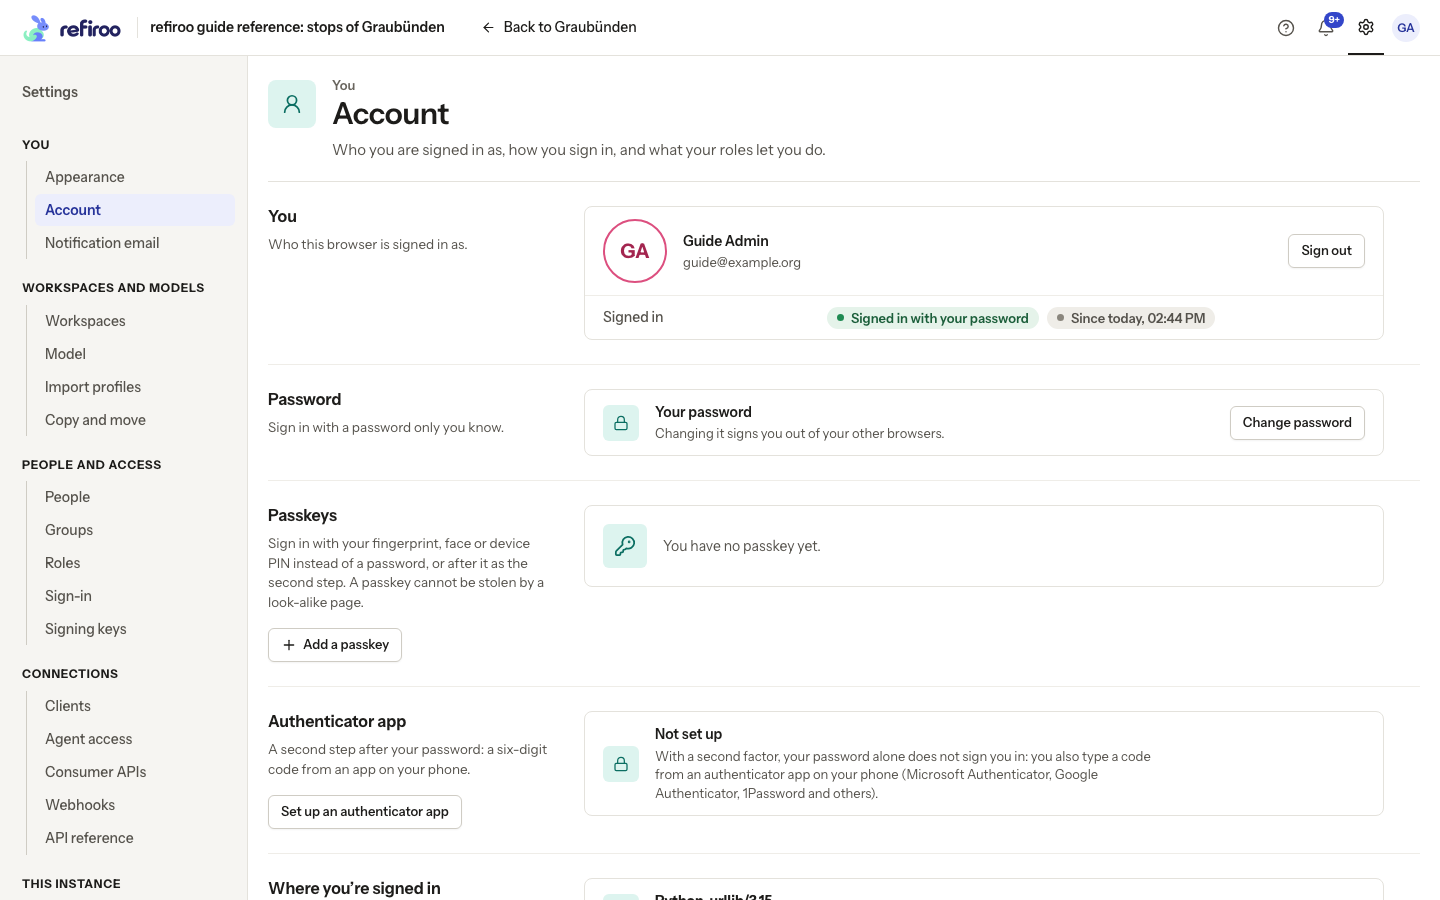 refiroo
refiroo guide reference: stops of Graubünden
Back to Graubünden
9+
GA
Settings
YOU
Appearance
Account
Notification email
WORKSPACES AND MODELS
Workspaces
Model
Import profiles
Copy and move
PEOPLE AND ACCESS
People
Groups
Roles
Sign-in
Signing keys
CONNECTIONS
Clients
Agent access
Consumer APIs
Webhooks
API reference
THIS INSTANCE
You
Account
Who you are signed in as, how you sign in, and what your roles let you do.
You
Who this browser is signed in as.
GA
Guide Admin
guide@example.org
Sign out
Signed in
Signed in with your password
Since today, 02:44 PM
Password
Sign in with a password only you know.
Your password
Changing it signs you out of your other browsers.
Change password
Passkeys
Sign in with your fingerprint, face or device
PIN instead of a password, or after it as the
second step. A passkey cannot be stolen by a
look-alike page.
Add a passkey
You have no passkey yet.
Authenticator app
A second step after your password: a six-digit
code from an app on your phone.
Set up an authenticator app
Not set up
With a second factor, your password alone does not sign you in: you also type a code
from an authenticator app on your phone (Microsoft Authenticator, Google
Authenticator, 1Password and others).
Where you're signed in
Python-urllib/3.15